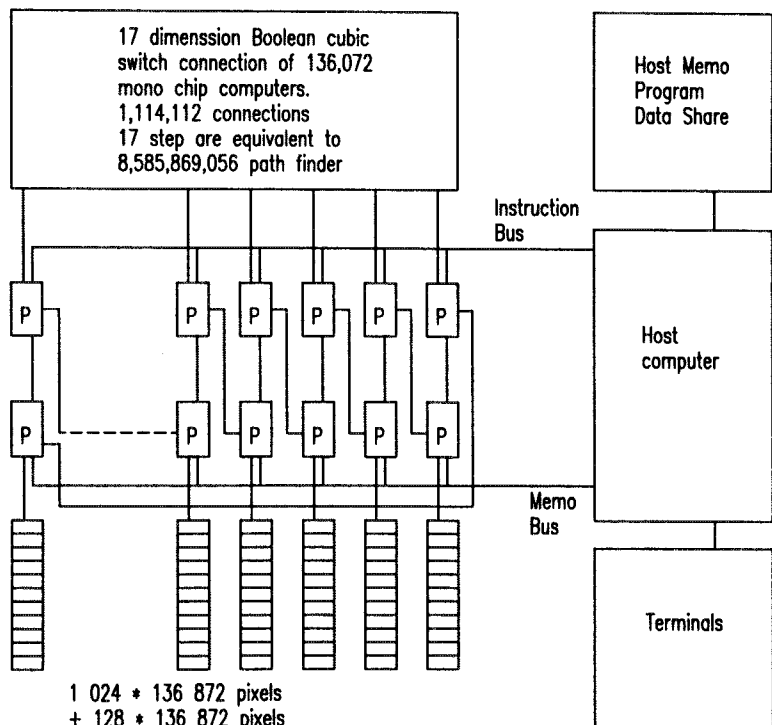 17 dimenssion Boolean cubic
switch connection of 136,072
mono chip computers.
1,114,112 connections
17 step are equivalent to
8,585,869,056 path finder
Host Memo
Program
Data Share
Instruction
Bus
P P P P P P
Host
computer
P P P P P P
Memo
Bus
Terminals
1 024 * 136 872 pixels
+ 128 * 136 872 pixels